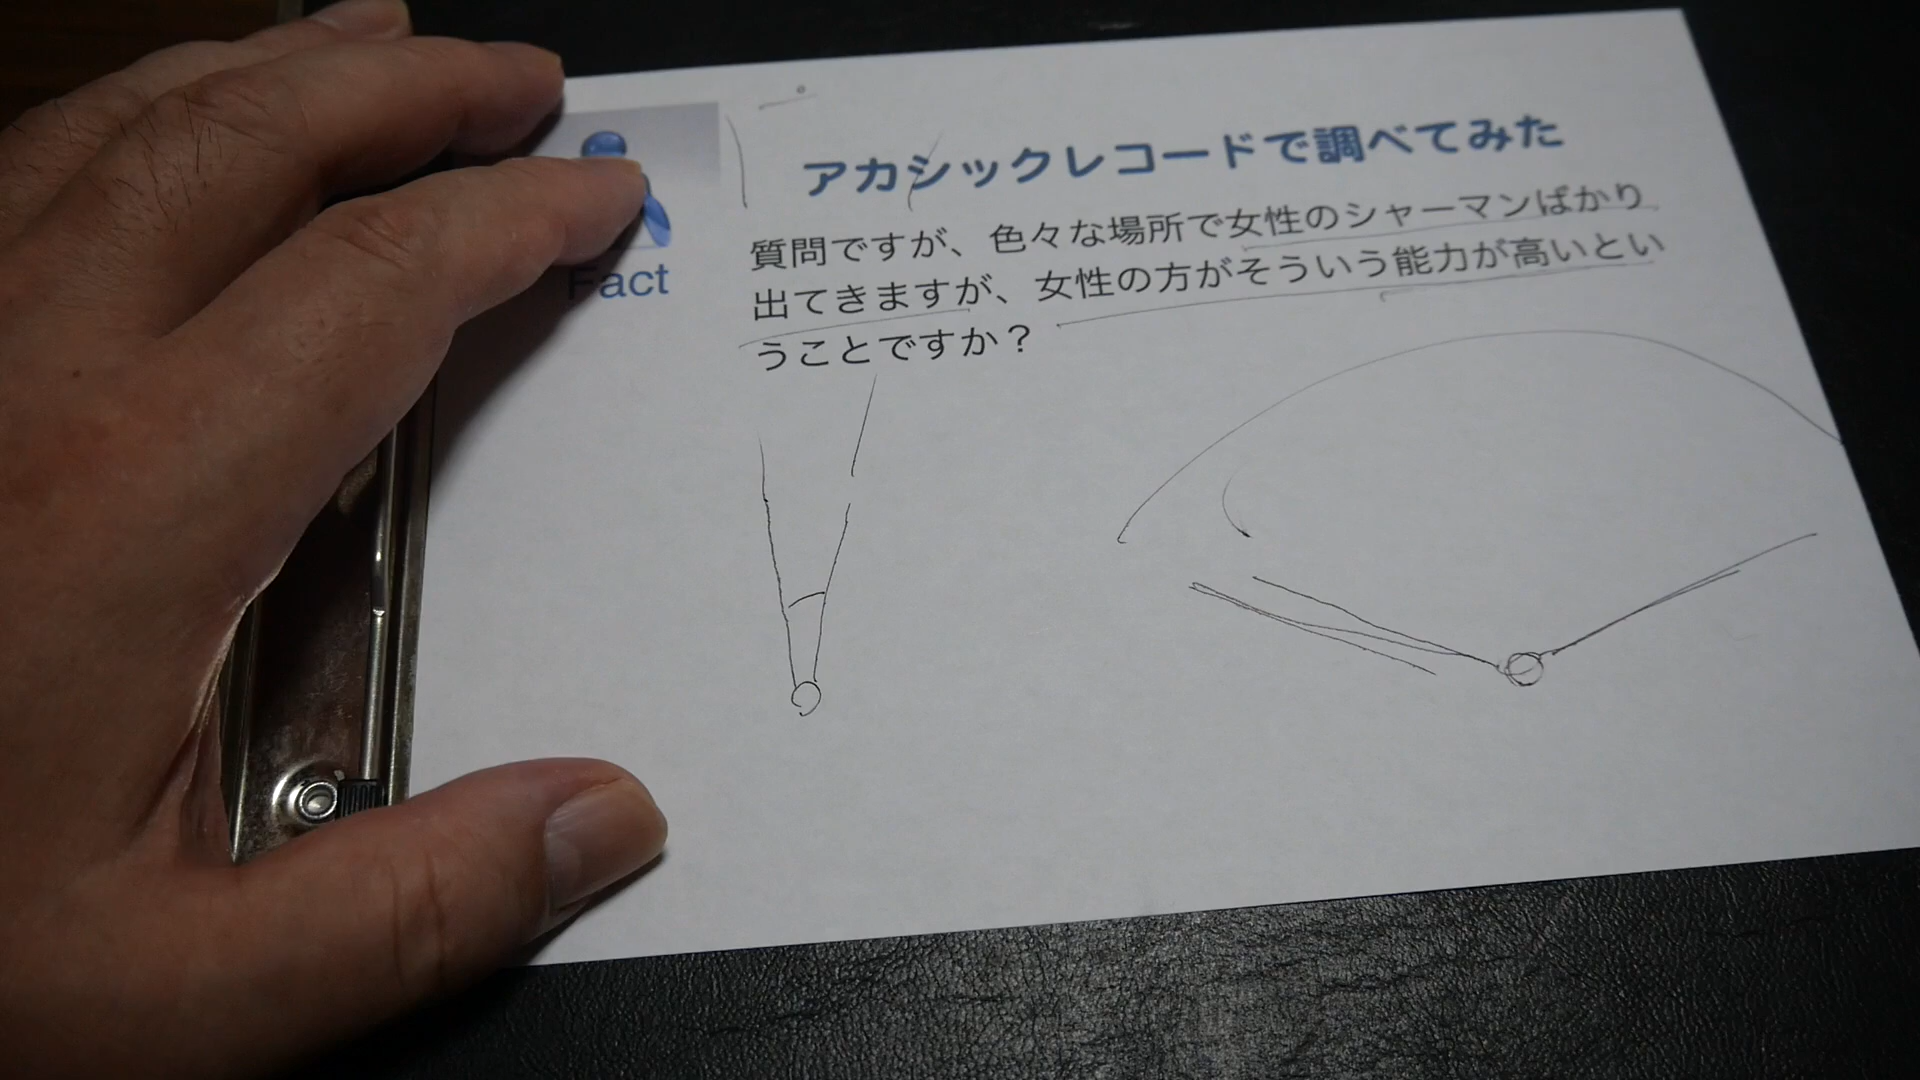 アカシックレコードで調べてみた
Fact
質問ですが、色々な場所で女性のシャーマンばかり
出てきますが、女性の方がそういう能力が高いとい
うことですか？